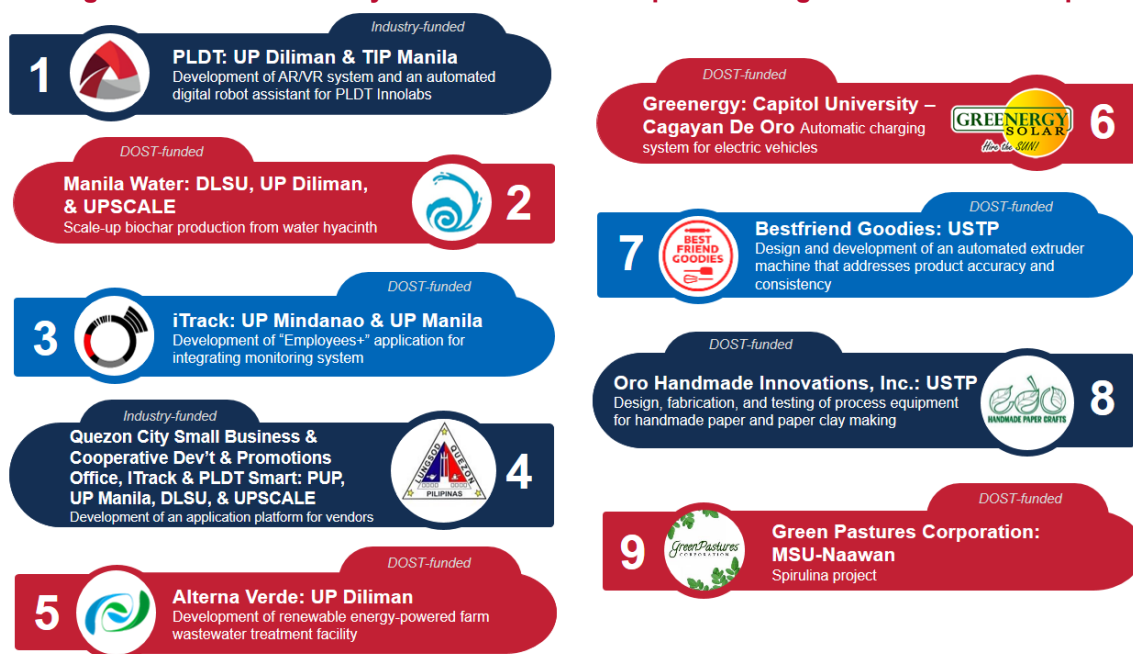 Industry-funded
1
PLDT: UP Diliman & TIP Manila
Development of AR/VR system and an automated
digital robot assistant for PLDT Innolabs
DOST-funded
Manila Water: DLSU, UP Diliman,
& UPSCALE
Scale-up biochar production from water hyacinth
2
DOST-funded
3
iTrack: UP Mindanao & UP Manila
Development of “Employees+” application for
integrating monitoring system
Industry-funded
Quezon City Small Business &
Cooperative Dev’t & Promotions
Office, ITrack & PLDT Smart: PUP,
UP Manila, DLSU, & UPSCALE
Development of an application platform for vendors
LUNGSOD QUEZON
PILIPINAS
4
DOST-funded
5
Alterna Verde: UP Diliman
Development of renewable energy-powered farm
wastewater treatment facility
DOST-funded
Greenergy: Capitol University –
Cagayan De Oro Automatic charging
system for electric vehicles
GREENERGY
SOLAR
Hire the SUN!
6
DOST-funded
7
BEST
FRIEND
GOODIES
Bestfriend Goodies: USTP
Design and development of an automated extruder
machine that addresses product accuracy and
consistency
DOST-funded
Oro Handmade Innovations, Inc.: USTP
Design, fabrication, and testing of process equipment
for handmade paper and paper clay making
HANDMADE PAPER CRAFTS
8
DOST-funded
9
GreenPastures
CORPORATION
Green Pastures Corporation:
MSU-Naawan
Spirulina project